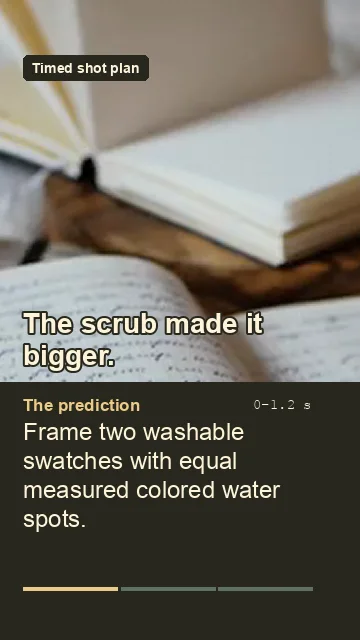 Timed shot plan
The scrub made it
bigger.
The prediction
0–1.2 s
Frame two washable
swatches with equal
measured colored water
spots.